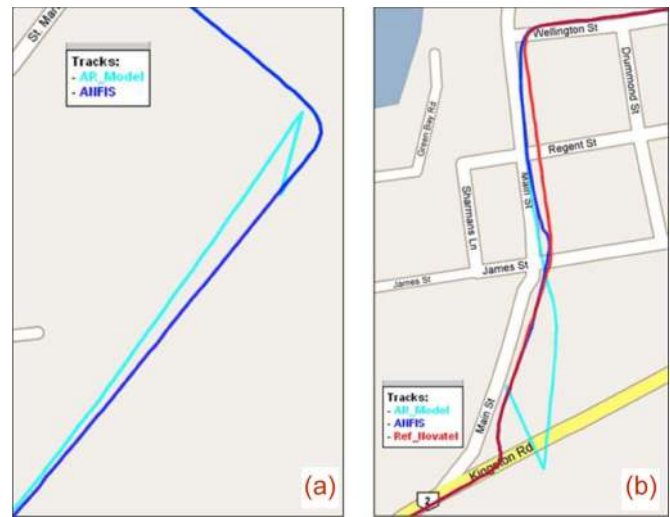 St. Mar
Tracks:
- AR_Model
- ANFIS
(a)
Wellington St
Drummond St
Green Bay Rd
Regent St
Main St
Sharmans Ln
James St
James St
Tracks:
- AR_Model
- ANFIS
- Ref_Novatel
Main St
Kingston Rd
2
(b)